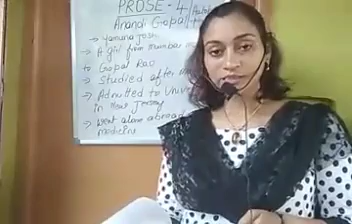 PROSE - 4
Anandi Gopal
→ Yamuna Joshi
→ A girl from Mumbai
to Gopal Rao
→ Studied after
→ Admitted to
in New Jersey
→ Went alone abroad
medicine